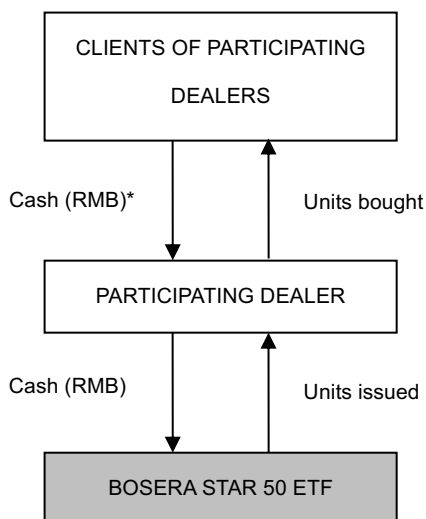 CLIENTS OF PARTICIPATING
DEALERS
Cash (RMB)*
Units bought
PARTICIPATING DEALER
Cash (RMB)
Units issued
BOSERA STAR 50 ETF